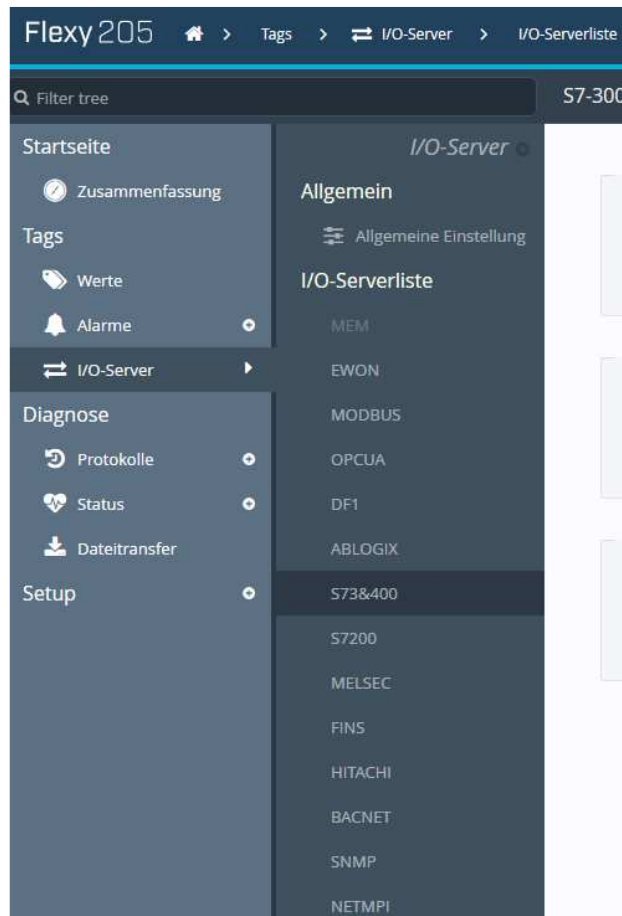 Flexy 205 > Tags > I/O-Server > I/O-Serverliste
Filter tree
S7-300
Startseite
Zusammenfassung
Tags
Werte
Alarme
I/O-Server
Diagnose
Protokolle
Status
Dateitransfer
Setup
I/O-Server
Allgemein
Allgemeine Einstellung
I/O-Serverliste
MEM
EWON
MODBUS
OPCUA
DF1
ABLOGIX
S73&400
S7200
MELSEC
FINS
HITACHI
BACNET
SNMP
NETMPI